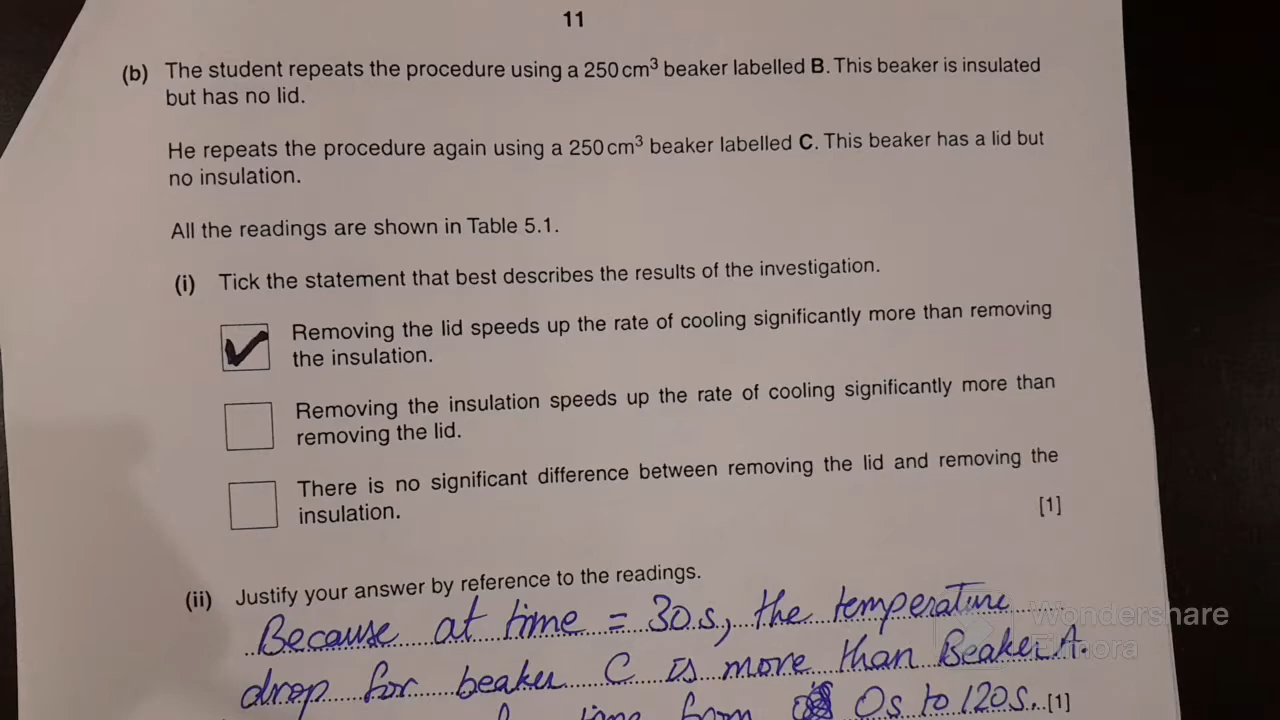 11
(b) The student repeats the procedure using a 250 cm³ beaker labelled B. This beaker is insulated
but has no lid.
He repeats the procedure again using a 250 cm³ beaker labelled C. This beaker has a lid but
no insulation.
All the readings are shown in Table 5.1.
(i) Tick the statement that best describes the results of the investigation.
Removing the lid speeds up the rate of cooling significantly more than removing
the insulation.
Removing the insulation speeds up the rate of cooling significantly more than
removing the lid.
There is no significant difference between removing the lid and removing the
insulation.
[1]
(ii) Justify your answer by reference to the readings.
Because at time = 30s, the temperature
drop for beaker C is more than Beaker A.
time from 0s to 120s. [1]
Wondershare
Filmora